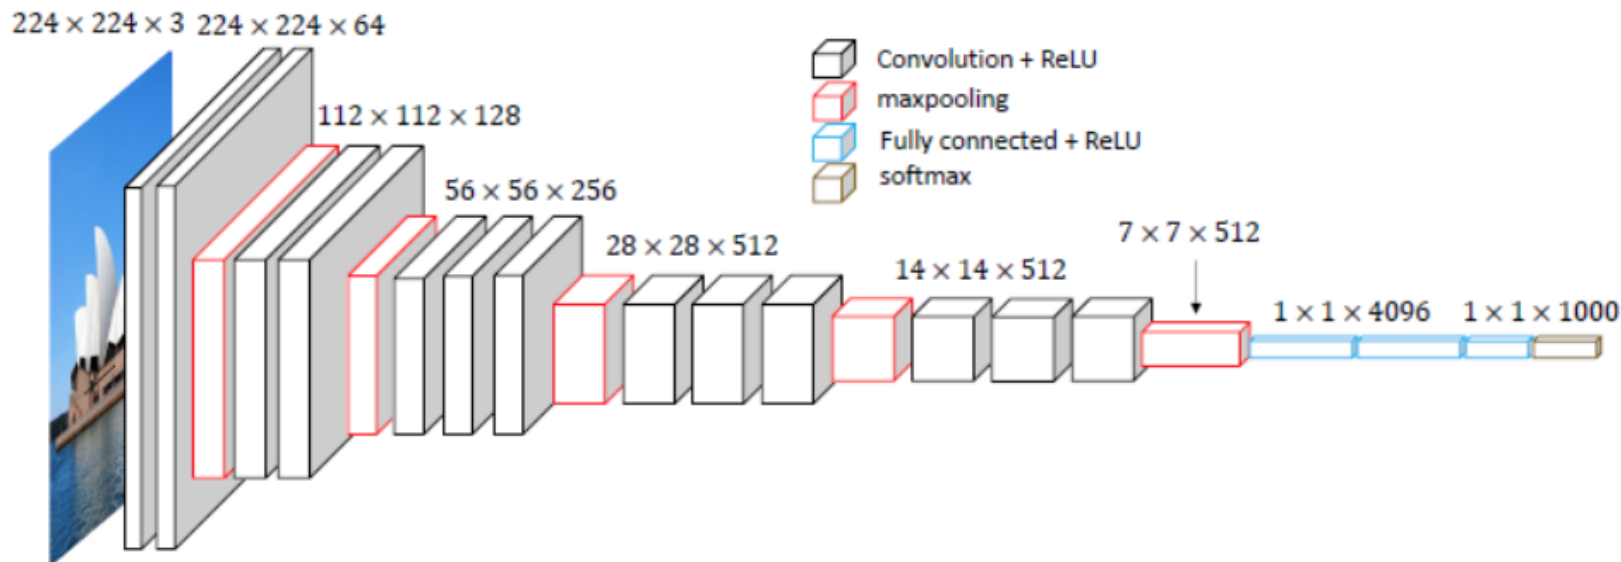 224 × 224 × 3
224 × 224 × 64
112 × 112 × 128
56 × 56 × 256
28 × 28 × 512
14 × 14 × 512
7 × 7 × 512
1 × 1 × 4096
1 × 1 × 1000
Convolution + ReLU
maxpooling
Fully connected + ReLU
softmax